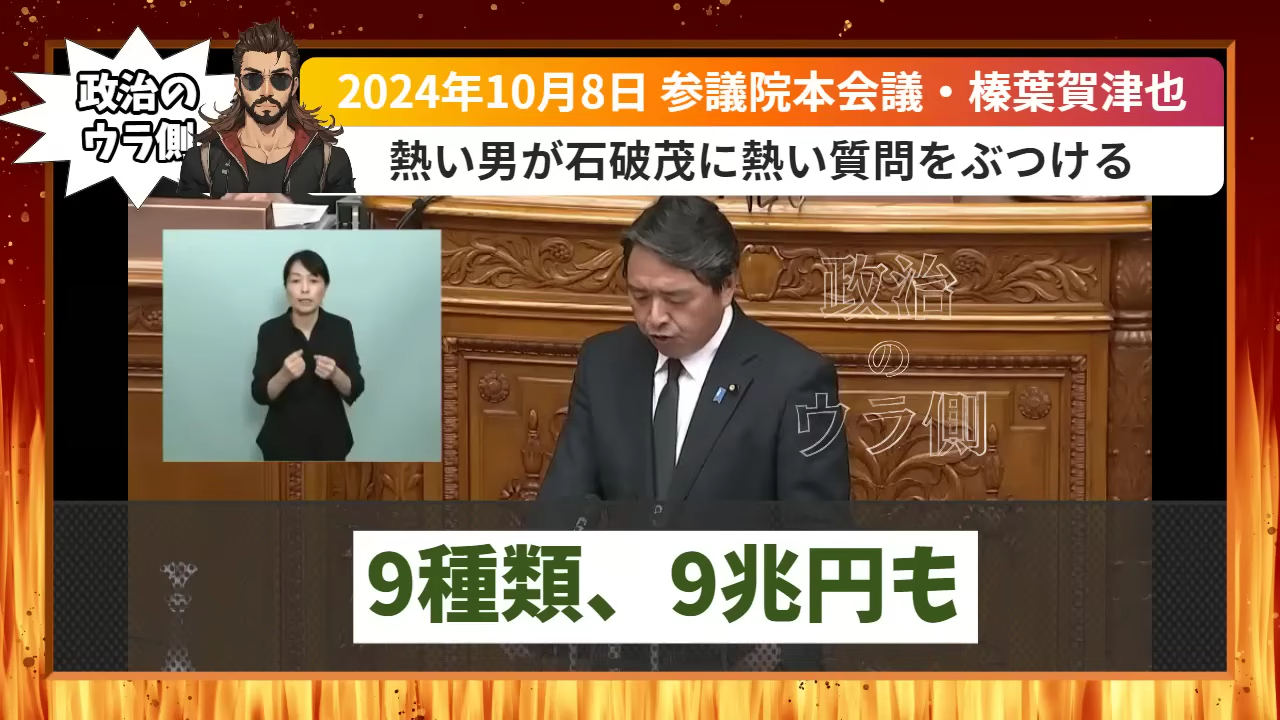 政治の
ウラ側
2024年10月8日 参議院本会議・榛葉賀津也
熱い男が石破茂に熱い質問をぶつける
政治
の
ウラ側
9種類、9兆円も